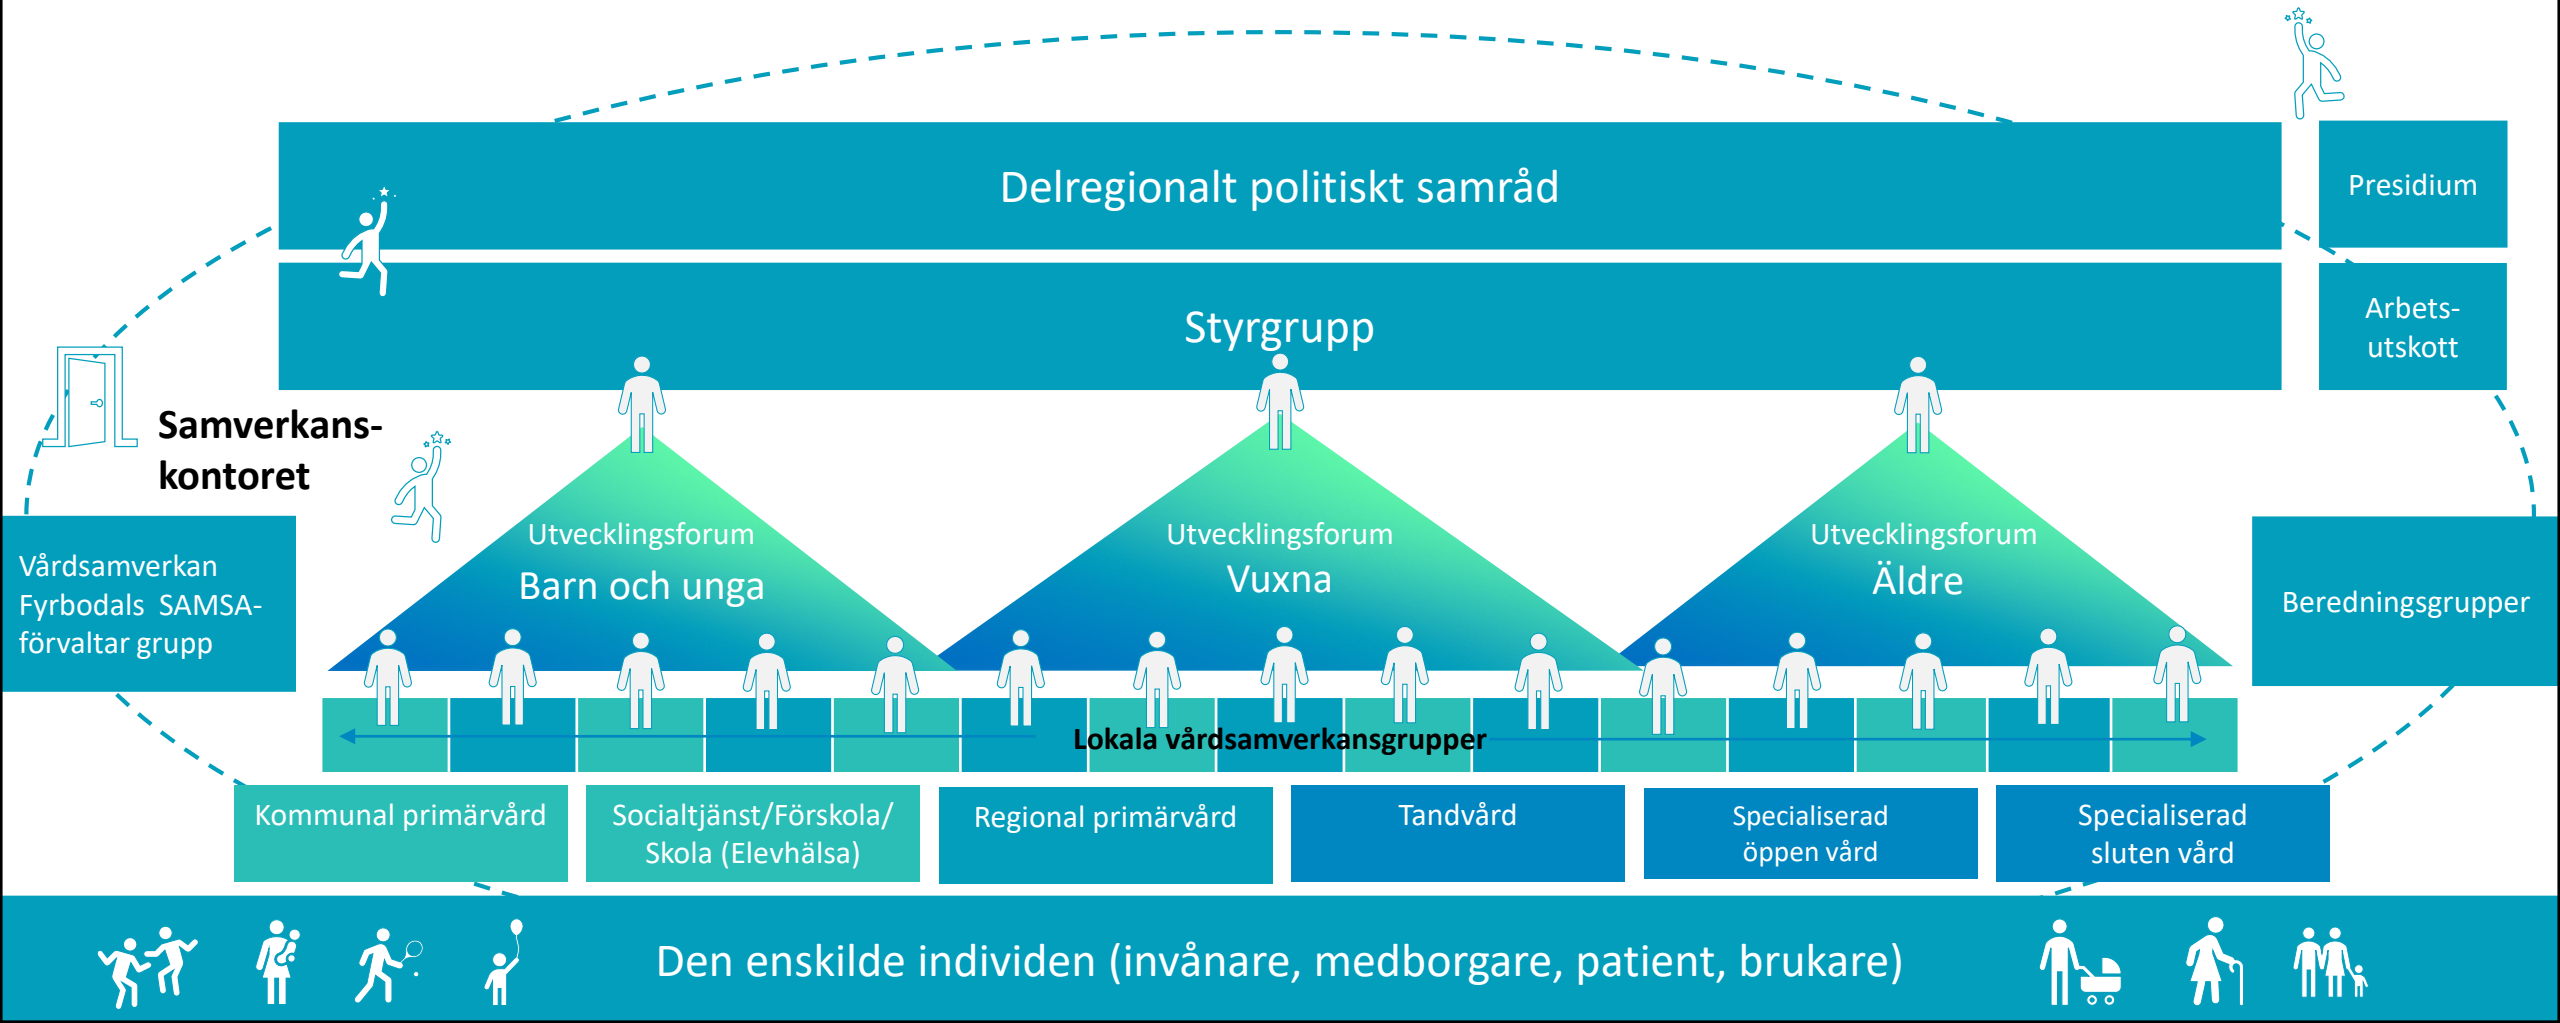 Delregionalt politiskt samråd
Presidium
Styrgrupp
Arbets-
utskott
Samverkans-
kontoret
Utvecklingsforum
Barn och unga
Utvecklingsforum
Vuxna
Utvecklingsforum
Äldre
Vårdsamverkan
Fyrbodals SAMSA-
förvaltar grupp
Beredningsgrupper
Lokala vårdsamverkansgrupper
Kommunal primärvård
Socialtjänst/Förskola/
Skola (Elevhälsa)
Regional primärvård
Tandvård
Specialiserad
öppen vård
Specialiserad
sluten vård
Den enskilde individen (invånare, medborgare, patient, brukare)